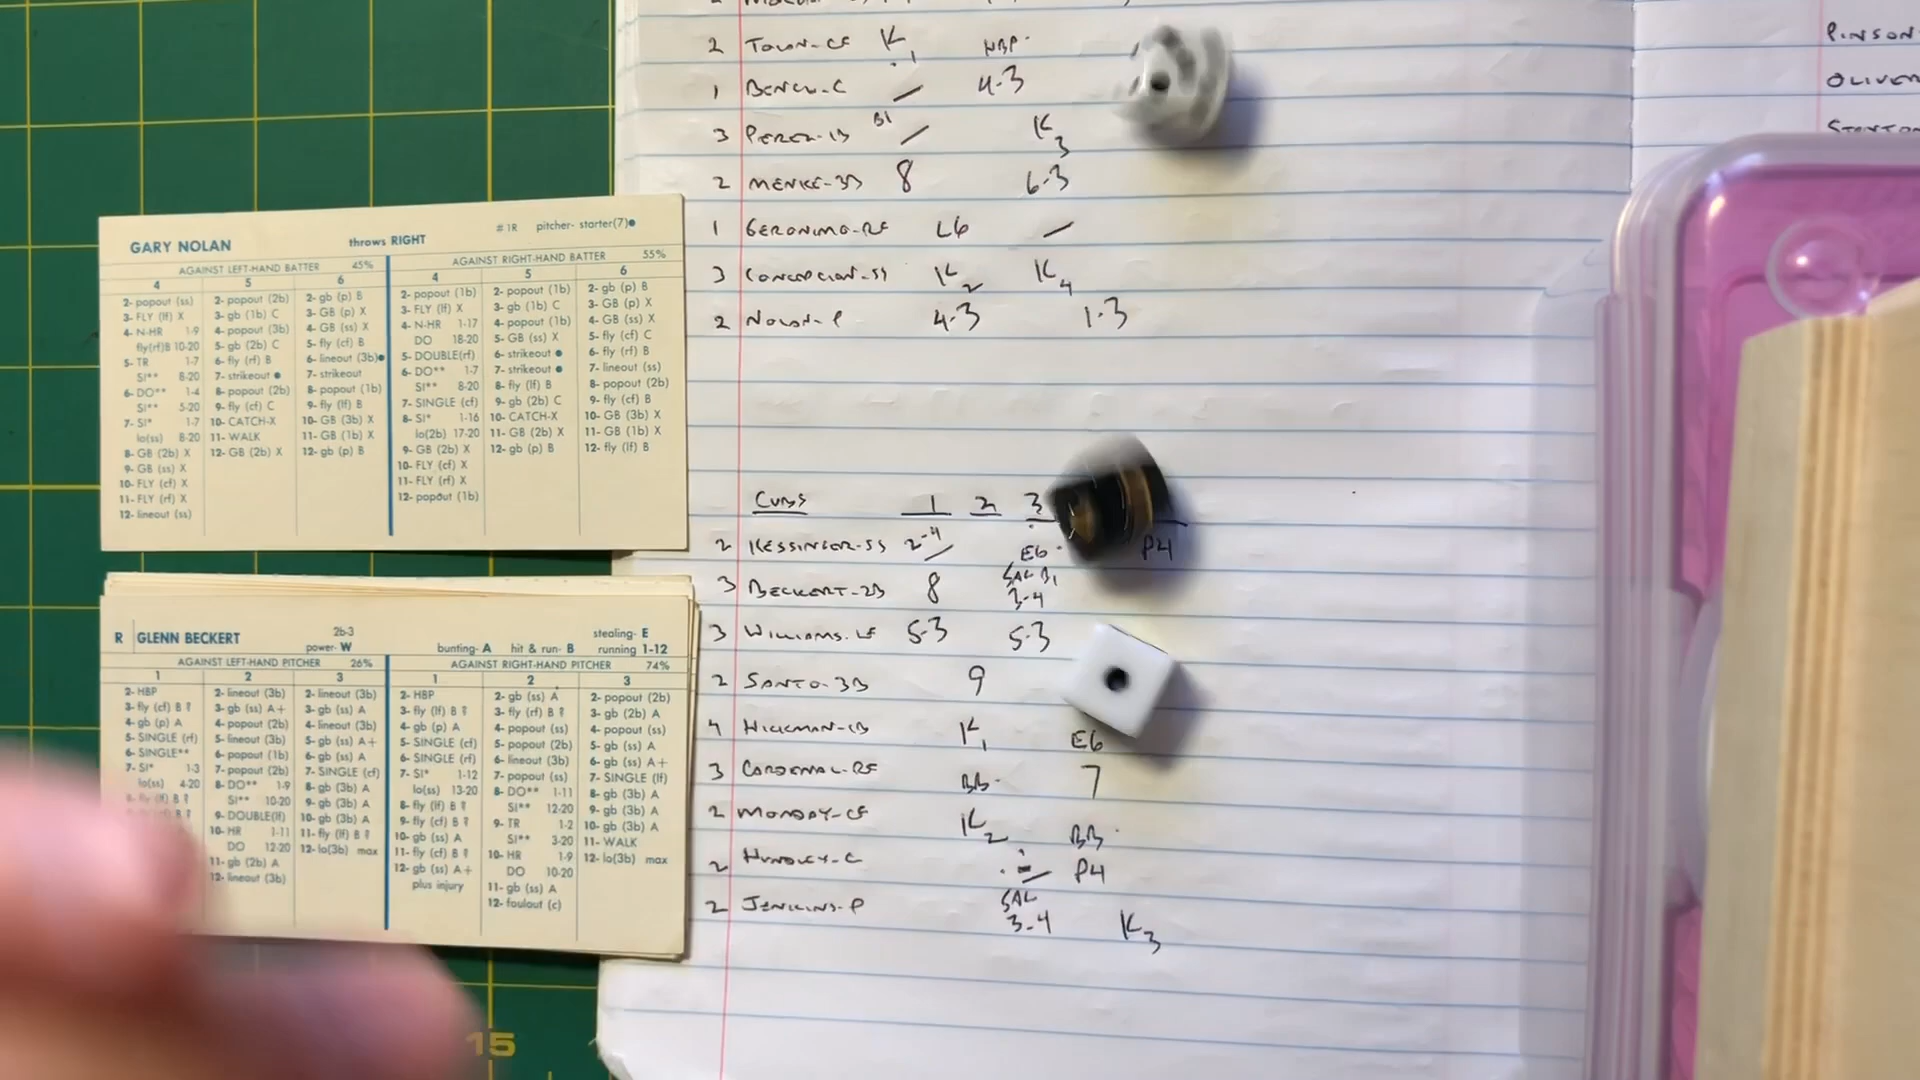 2 TOLAN-CF K1 HBP
1 BENCH-C / 4-3
3 PEREZ-1B B1 / K3
2 MENKE-3B 8 6-3
1 GERONIMO-RF L6 /
3 CONCEPCION-SS K2 K4
2 NOLAN-P 4-3 1-3
PINSON
OLIVER
STANTON
GARY NOLAN throws RIGHT #1R pitcher- starter(7)●
AGAINST LEFT-HAND BATTER 45% AGAINST RIGHT-HAND BATTER 55%
4 5 6 4 5 6
2- popout (ss) 2- popout (2b) 2- gb (p) B 2- popout (1b) 2- popout (1b) 2- gb (p) B
3- FLY (lf) X 3- gb (1b) C 3- GB (p) X 3- FLY (lf) X 3- gb (1b) C 3- GB (p) X
4- N-HR 1-9 4- popout (3b) 4- GB (ss) X 4- N-HR 1-17 4- popout (1b) 4- GB (ss) X
fly(rf)B 10-20 5- gb (2b) C 5- fly (cf) B DO 18-20 5- GB (ss) X 5- fly (cf) C
5- TR 1-7 6- fly (rf) B 6- lineout (3b)● 5- DOUBLE(rf) 6- strikeout ● 6- fly (rf) B
SI** 8-20 7- strikeout ● 7- strikeout 6- DO** 1-7 7- strikeout ● 7- lineout (ss)
6- DO** 1-4 8- popout (2b) 8- popout (1b) SI** 8-20 8- fly (lf) B 8- popout (2b)
SI** 5-20 9- fly (cf) C 9- fly (lf) B 7- SINGLE (cf) 9- gb (2b) C 9- fly (cf) B
7- SI* 1-7 10- CATCH-X 10- GB (3b) X 8- SI* 1-16 10- CATCH-X 10- GB (3b) X
lo(ss) 8-20 11- WALK 11- GB (1b) X lo(2b) 17-20 11- GB (2b) X 11- GB (1b) X
8- GB (2b) X 12- GB (2b) X 12- gb (p) B 9- GB (2b) X 12- gb (p) B 12- fly (lf) B
9- GB (ss) X 10- FLY (cf) X
10- FLY (cf) X 11- FLY (rf) X
11- FLY (rf) X 12- popout (1b)
12- lineout (ss)
CUBS 1 2 3
2 KESSINGER-SS 2-4 / E6 P4
3 BECKERT-2B 8 SAC B1 3-4
3 WILLIAMS-LF 5-3 5-3
2 SANTO-3B 9
4 HICKMAN-1B K1 E6
3 CARDENAL-RF BB 7
2 MONDAY-CF K2 BB
2 HUNDLEY-C P4
2 JENKINS-P SAC 3-4 K3
R GLENN BECKERT 2b-3 power- W bunting- A hit & run- B stealing- E running 1-12
AGAINST LEFT-HAND PITCHER 26% AGAINST RIGHT-HAND PITCHER 74%
1 2 3 1 2 3
2- HBP 2- lineout (3b) 2- lineout (3b) 2- HBP 2- gb (ss) A 2- popout (2b)
3- fly (cf) B ? 3- gb (ss) A+ 3- gb (ss) A 3- fly (lf) B ? 3- fly (rf) B ? 3- gb (2b) A
4- gb (p) A 4- popout (2b) 4- lineout (3b) 4- gb (p) A 4- popout (ss) 4- popout (ss)
5- SINGLE (rf) 5- lineout (3b) 5- gb (ss) A+ 5- SINGLE (cf) 5- popout (2b) 5- gb (ss) A
6- SINGLE** 6- popout (1b) 6- gb (ss) A 6- SINGLE (rf) 6- lineout (3b) 6- gb (ss) A+
7- SI* 1-3 7- popout (2b) 7- SINGLE (cf) 7- SI* 1-12 7- popout (ss) 7- SINGLE (lf)
lo(ss) 4-20 8- DO** 1-9 8- gb (3b) A lo(ss) 13-20 8- DO** 1-11 8- gb (3b) A
SI** 10-20 9- gb (3b) A 8- fly (lf) B ? SI** 12-20 9- gb (3b) A
9- DOUBLE(lf) 10- gb (3b) A 9- fly (cf) B ? 9- TR 1-2 10- gb (3b) A
10- HR 1-11 11- fly (lf) B ? 10- gb (ss) A SI** 3-20 11- WALK
DO 12-20 12- lo(3b) max 11- fly (cf) B ? 10- HR 1-9 12- lo(3b) max
11- gb (2b) A 12- gb (ss) A+ DO 10-20
12- lineout (3b) plus injury 11- gb (ss) A
12- foulout (c)
15